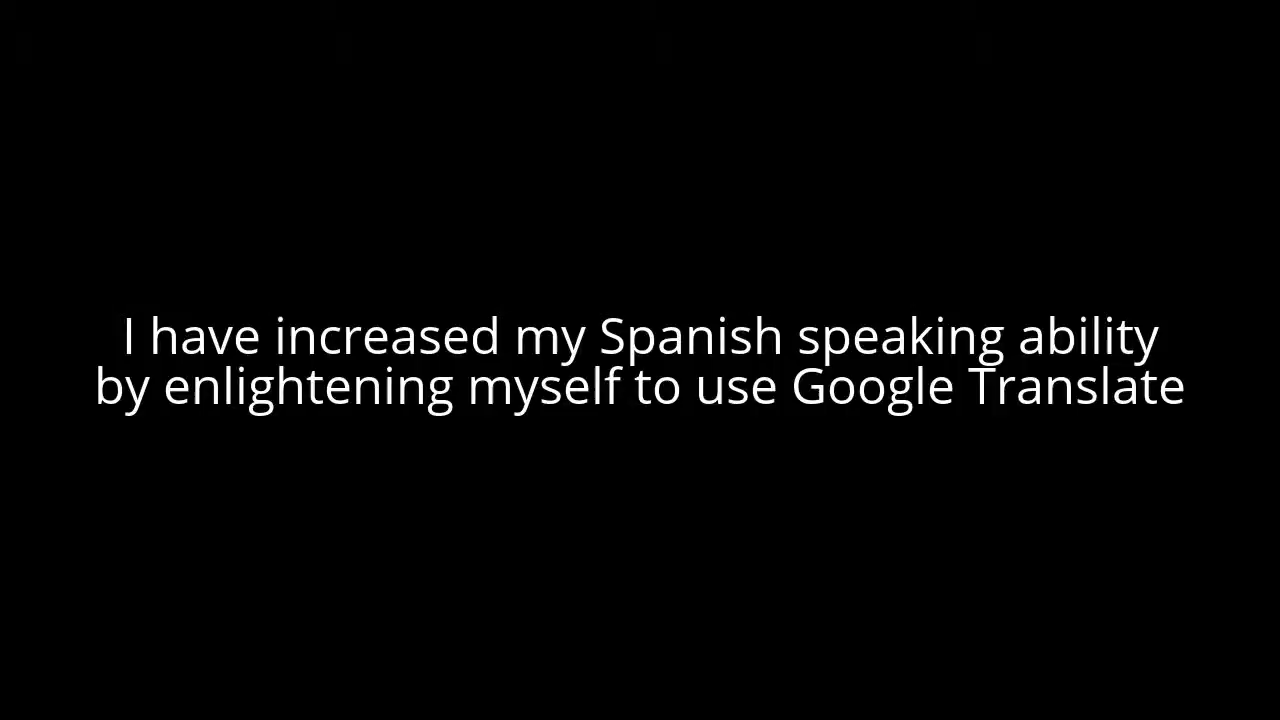 I have increased my Spanish speaking ability
by enlightening myself to use Google Translate